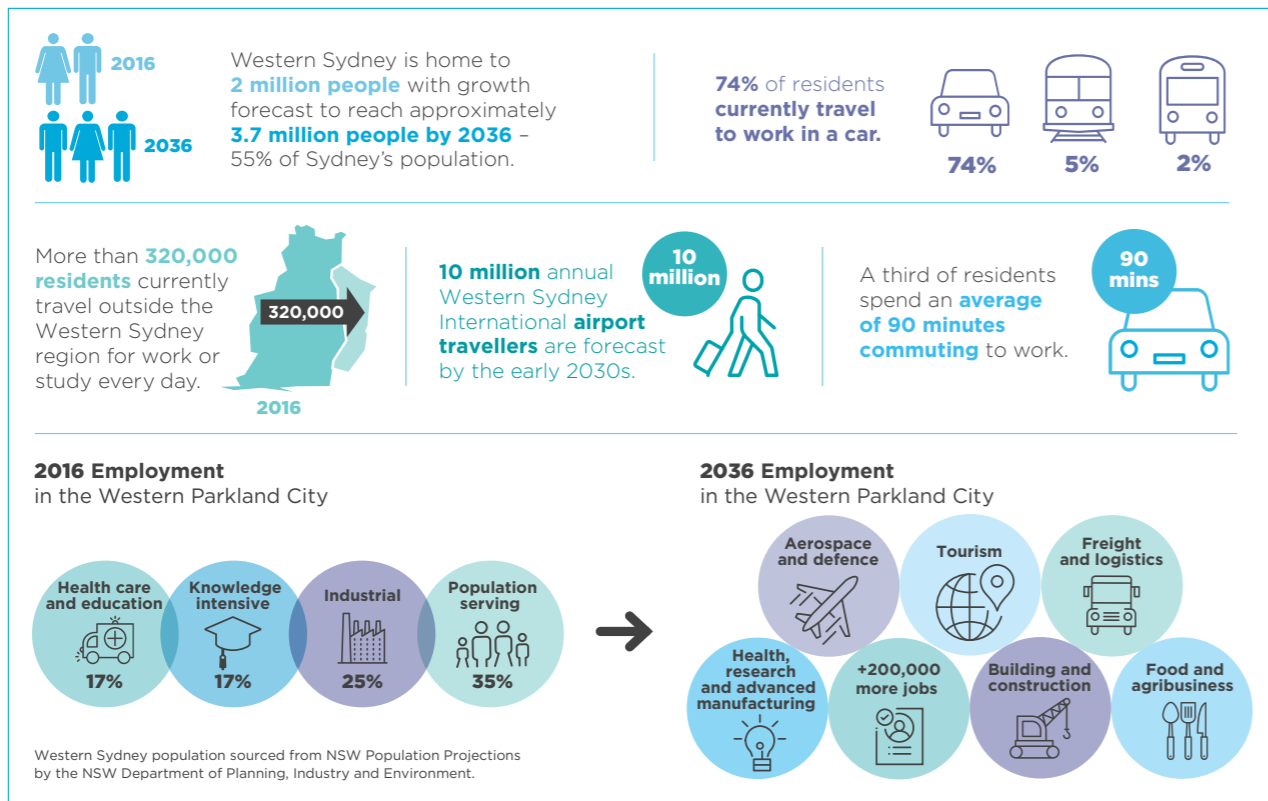 2016
2036
Western Sydney is home to
2 million people with growth
forecast to reach approximately
3.7 million people by 2036 –
55% of Sydney's population.
74% of residents
currently travel
to work in a car.
74%
5%
2%
More than 320,000
residents currently
travel outside the
Western Sydney
region for work or
study every day.
320,000
2016
10 million annual
Western Sydney
International airport
travellers are forecast
by the early 2030s.
10
million
A third of residents
spend an average
of 90 minutes
commuting to work.
90
mins
2016 Employment
in the Western Parkland City
Health care
and education
17%
Knowledge
intensive
17%
Industrial
25%
Population
serving
35%
2036 Employment
in the Western Parkland City
Aerospace
and defence
Tourism
Freight
and logistics
Health,
research
and advanced
manufacturing
+200,000
more jobs
Building and
construction
Food and
agribusiness
Western Sydney population sourced from NSW Population Projections
by the NSW Department of Planning, Industry and Environment.